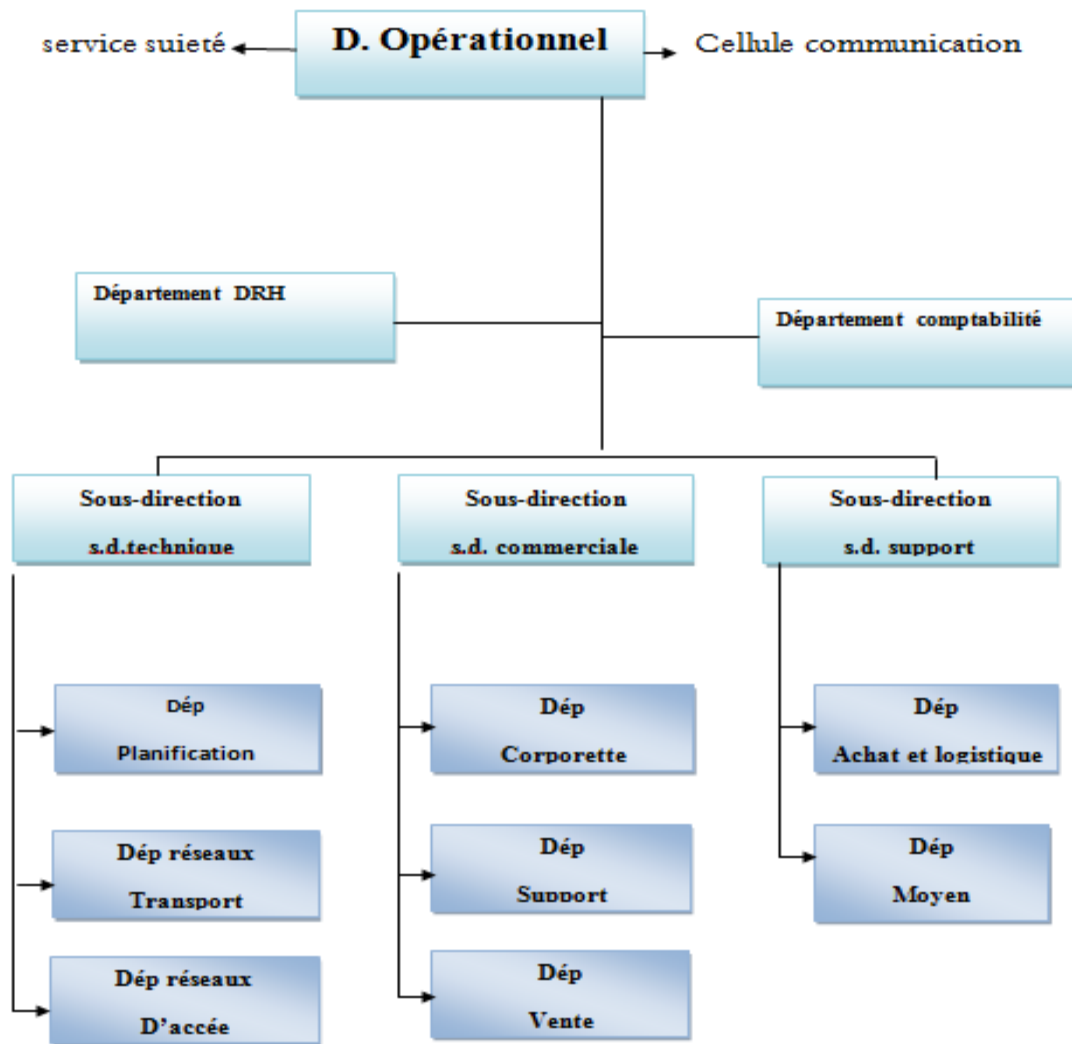 service suieté
D. Opérationnel
Cellule communication
Département DRH
Département comptabilité
Sous-direction
s.d.technique
Sous-direction
s.d. commerciale
Sous-direction
s.d. support
Dép
Planification
Dép
Corporette
Dép
Achat et logistique
Dép réseaux
Transport
Dép
Support
Dép
Moyen
Dép réseaux
D'accée
Dép
Vente